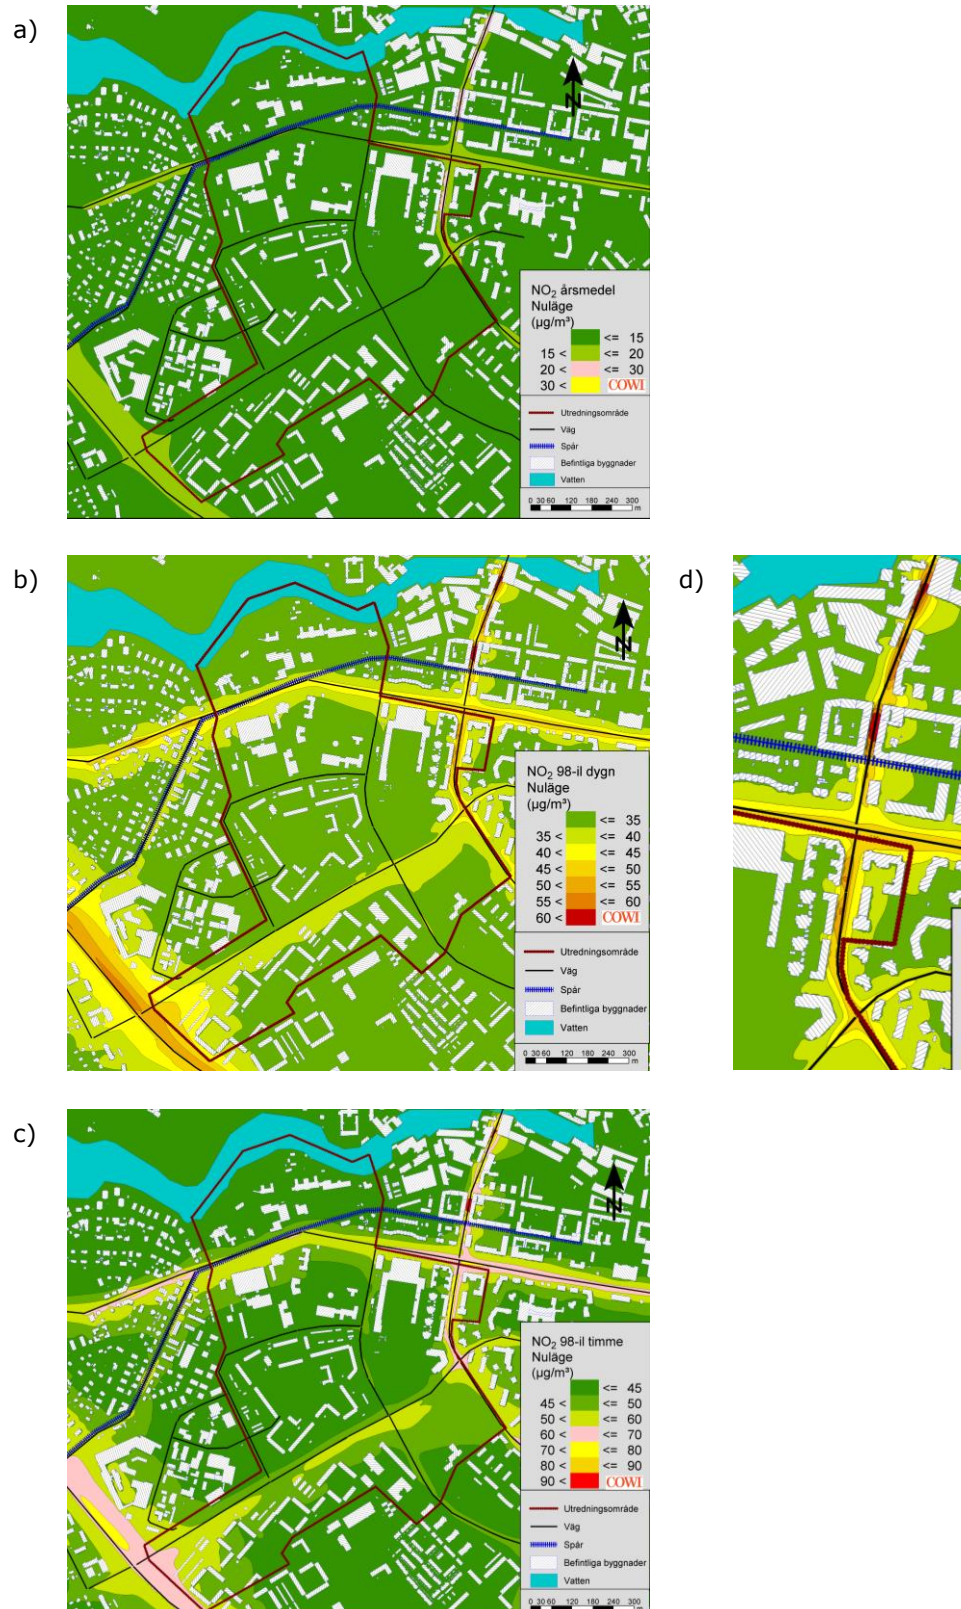 a)
N
NO₂ årsmedel
Nuläge
(µg/m³)
<= 15
15 < <= 20
20 < <= 30
30 < COWI
Utredningsområde
Väg
Spår
Befintliga byggnader
Vatten
0 30 60 120 180 240 300
m
b)
N
NO₂ 98-il dygn
Nuläge
(µg/m³)
<= 35
35 < <= 40
40 < <= 45
45 < <= 50
50 < <= 55
55 < <= 60
60 < COWI
Utredningsområde
Väg
Spår
Befintliga byggnader
Vatten
0 30 60 120 180 240 300
m
d)
c)
N
NO₂ 98-il timme
Nuläge
(µg/m³)
<= 45
45 < <= 50
50 < <= 60
60 < <= 70
70 < <= 80
80 < <= 90
90 < COWI
Utredningsområde
Väg
Spår
Befintliga byggnader
Vatten
0 30 60 120 180 240 300
m